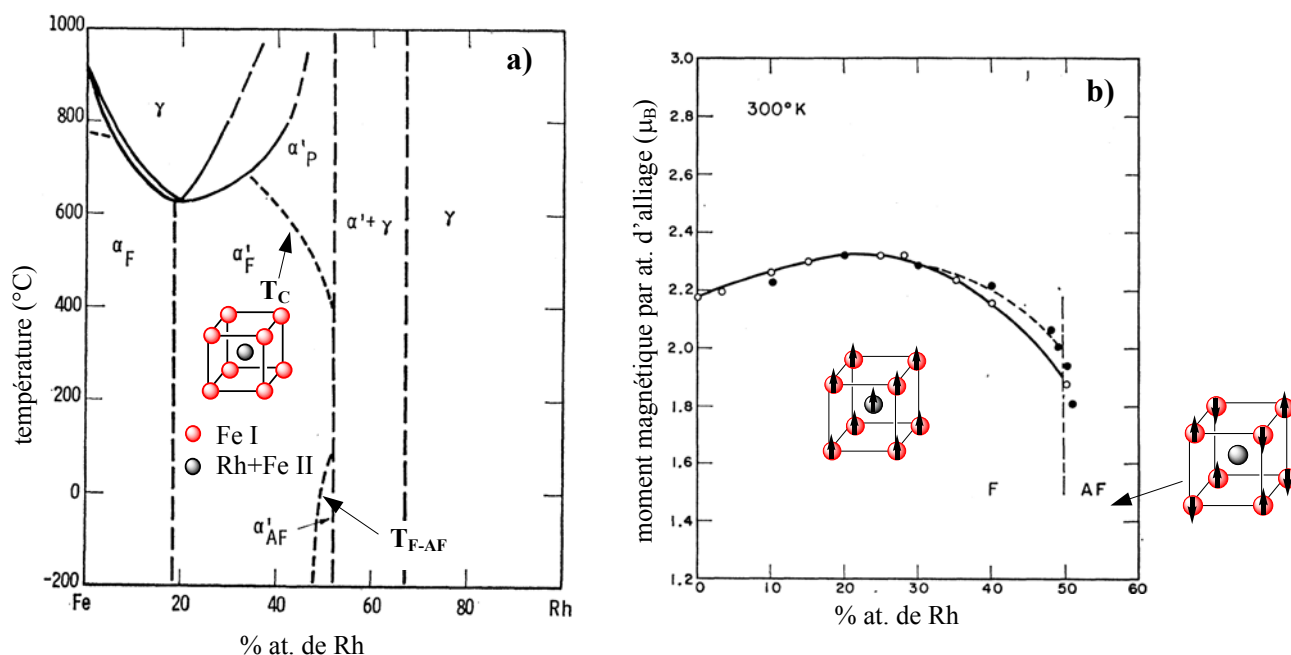 1000
800
600
400
200
0
-200
température (°C)
a)
γ
α'P
αF
α'F
TC
α'+γ
γ
Fe I
Rh+Fe II
α'AF
TF-AF
Fe
20
40
60
80
Rh
% at. de Rh
3.0
2.8
2.6
2.4
2.2
2.0
1.8
1.6
1.4
1.2
moment magnétique par at. d'alliage (μB)
b)
300°K
F
AF
0
10
20
30
40
50
60
% at. de Rh